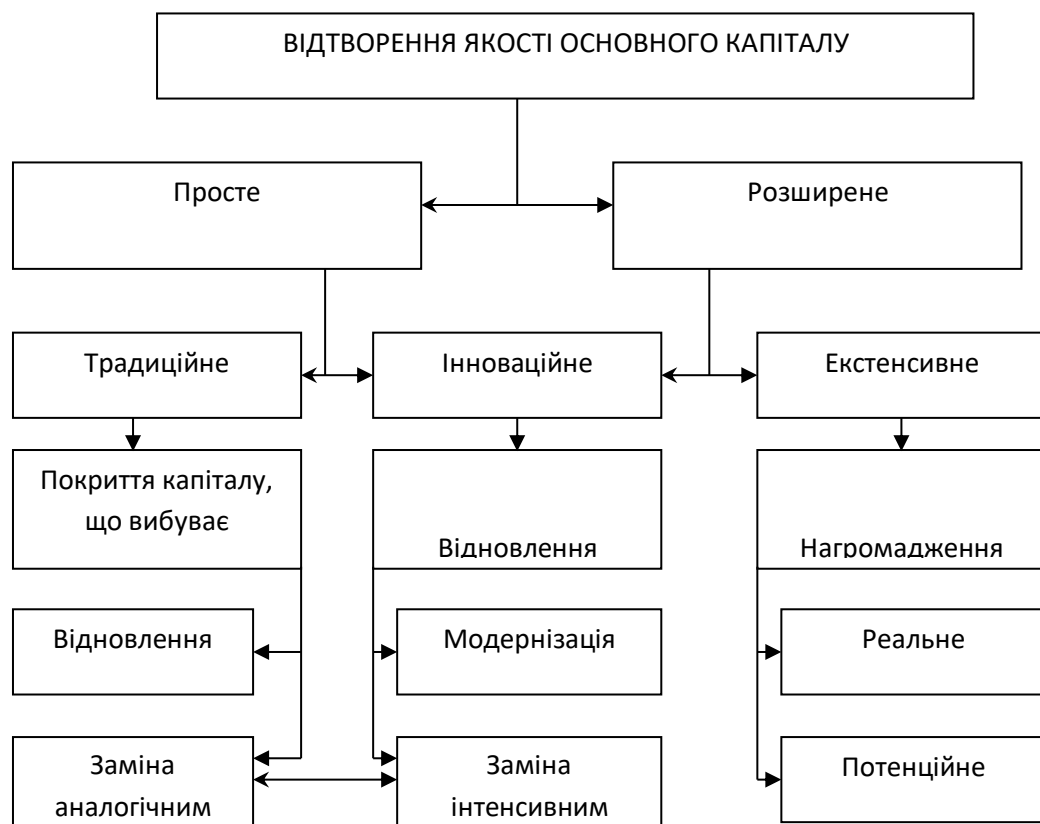 ВІДТВОРЕННЯ ЯКОСТІ ОСНОВНОГО КАПІТАЛУ
Просте
Розширене
Традиційне
Інноваційне
Екстенсивне
Покриття капіталу,
що вибуває
Відновлення
Нагромадження
Відновлення
Модернізація
Реальне
Заміна
аналогічним
Заміна
інтенсивним
Потенційне